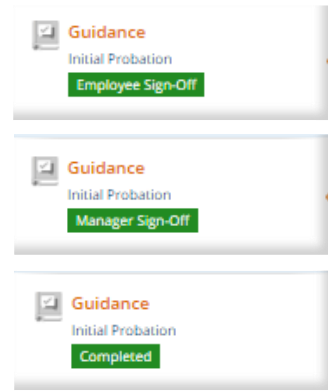 Guidance
Initial Probation
Employee Sign-Off
Guidance
Initial Probation
Manager Sign-Off
Guidance
Initial Probation
Completed